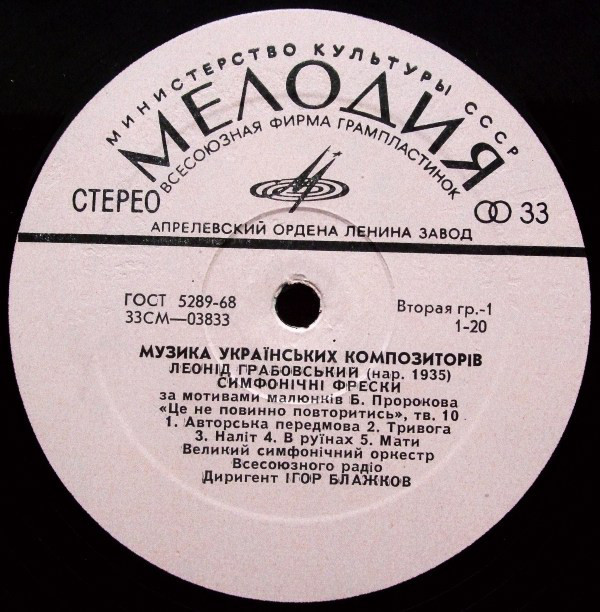 МИНИСТЕРСТВО КУЛЬТУРЫ СССР
МЕЛОДИЯ
ВСЕСОЮЗНАЯ ФИРМА ГРАМПЛАСТИНОК
СТЕРЕО
33
АПРЕЛЕВСКИЙ ОРДЕНА ЛЕНИНА ЗАВОД
ГОСТ 5289-68
33СМ—03833
Вторая гр.-1
1-20
МУЗИКА УКРАЇНСЬКИХ КОМПОЗИТОРІВ
ЛЕОНІД ГРАБОВСЬКИЙ (нар. 1935)
СИМФОНІЧНІ ФРЕСКИ
за мотивами малюнків Б. Пророкова
«Це не повинно повторитись», тв. 10
1. Авторська передмова 2. Тривога
3. Наліт 4. В руїнах 5. Мати
Великий симфонічний оркестр
Всесоюзного радіо
Диригент ІГОР БЛАЖКОВ